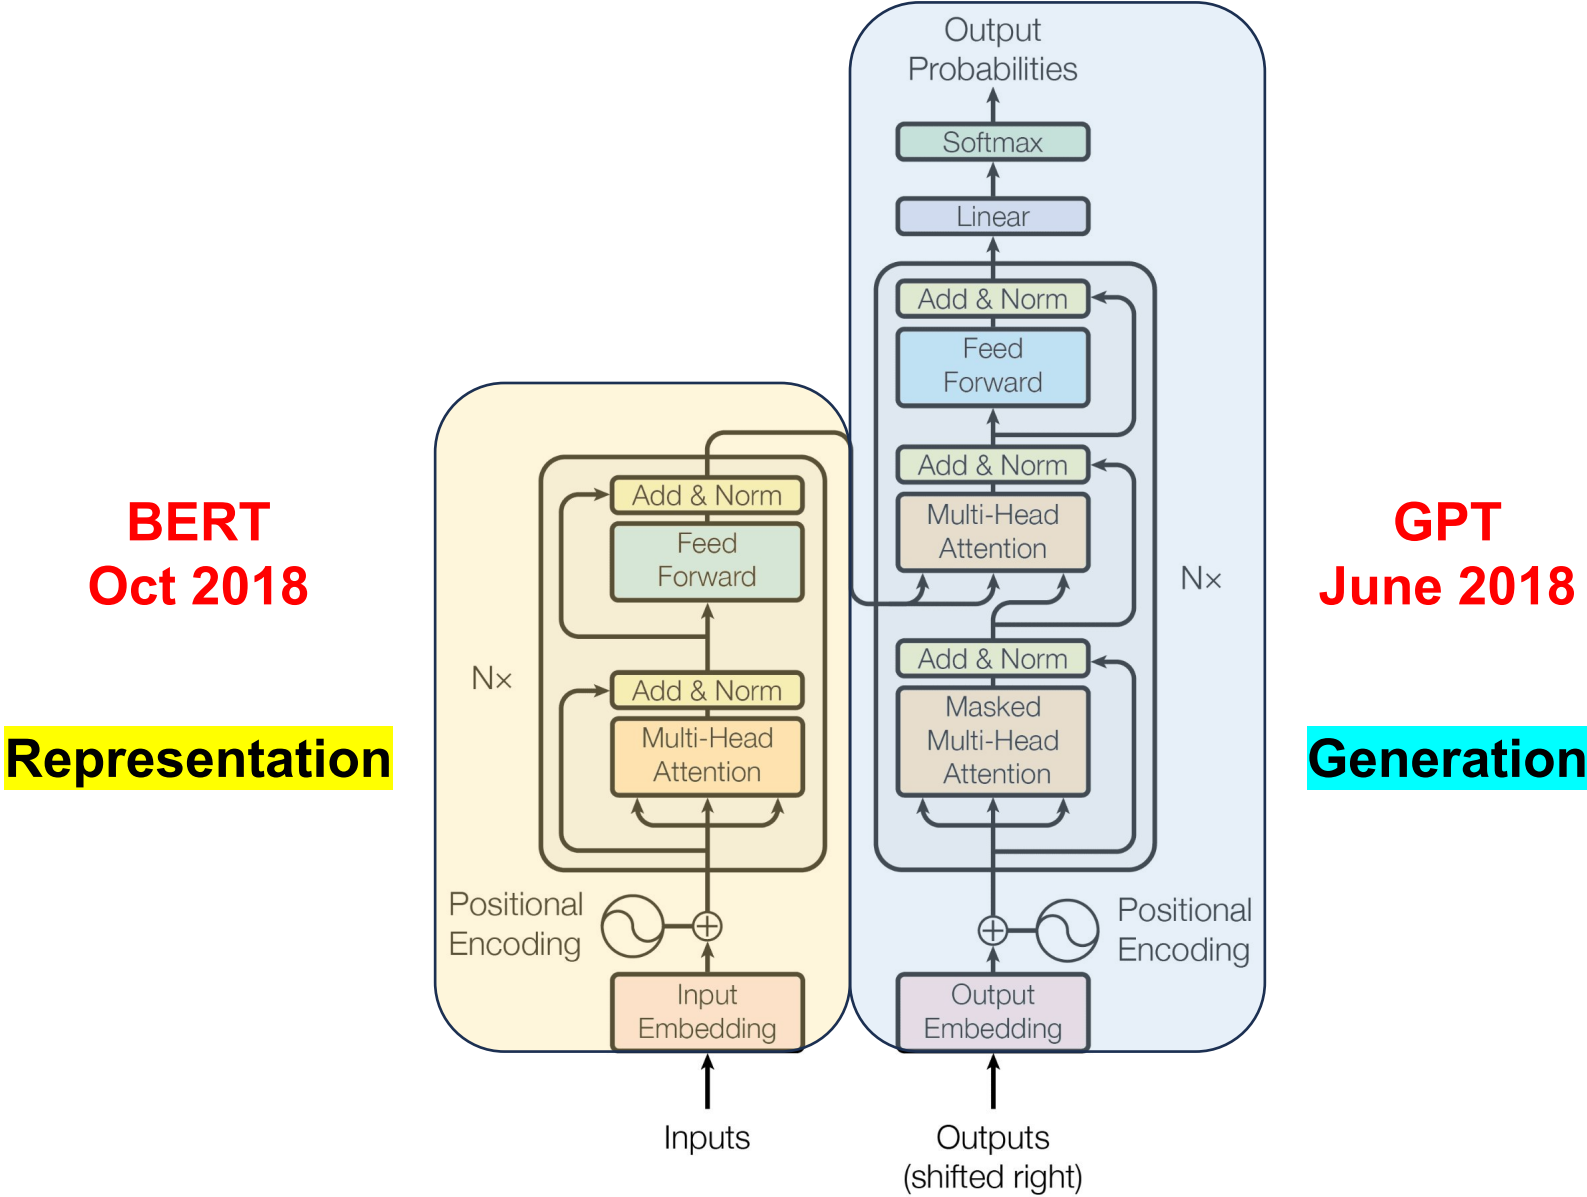 BERT
Oct 2018
Representation
Nx
Add & Norm
Feed
Forward
Add & Norm
Multi-Head
Attention
Positional
Encoding
Input
Embedding
Inputs
Output
Probabilities
Softmax
Linear
Add & Norm
Feed
Forward
Add & Norm
Multi-Head
Attention
Nx
Add & Norm
Masked
Multi-Head
Attention
Positional
Encoding
Output
Embedding
Outputs
(shifted right)
GPT
June 2018
Generation